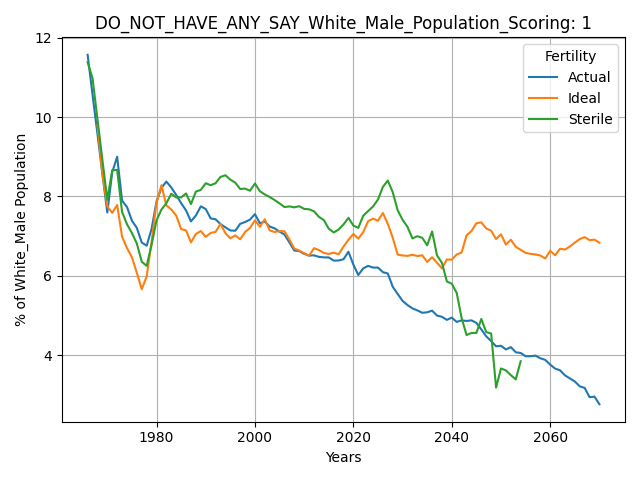 DO_NOT_HAVE_ANY_SAY_White_Male_Population_Scoring: 1
Fertility
Actual
Ideal
Sterile
% of White_Male Population
12
10
8
6
4
1980 2000 2020 2040 2060
Years